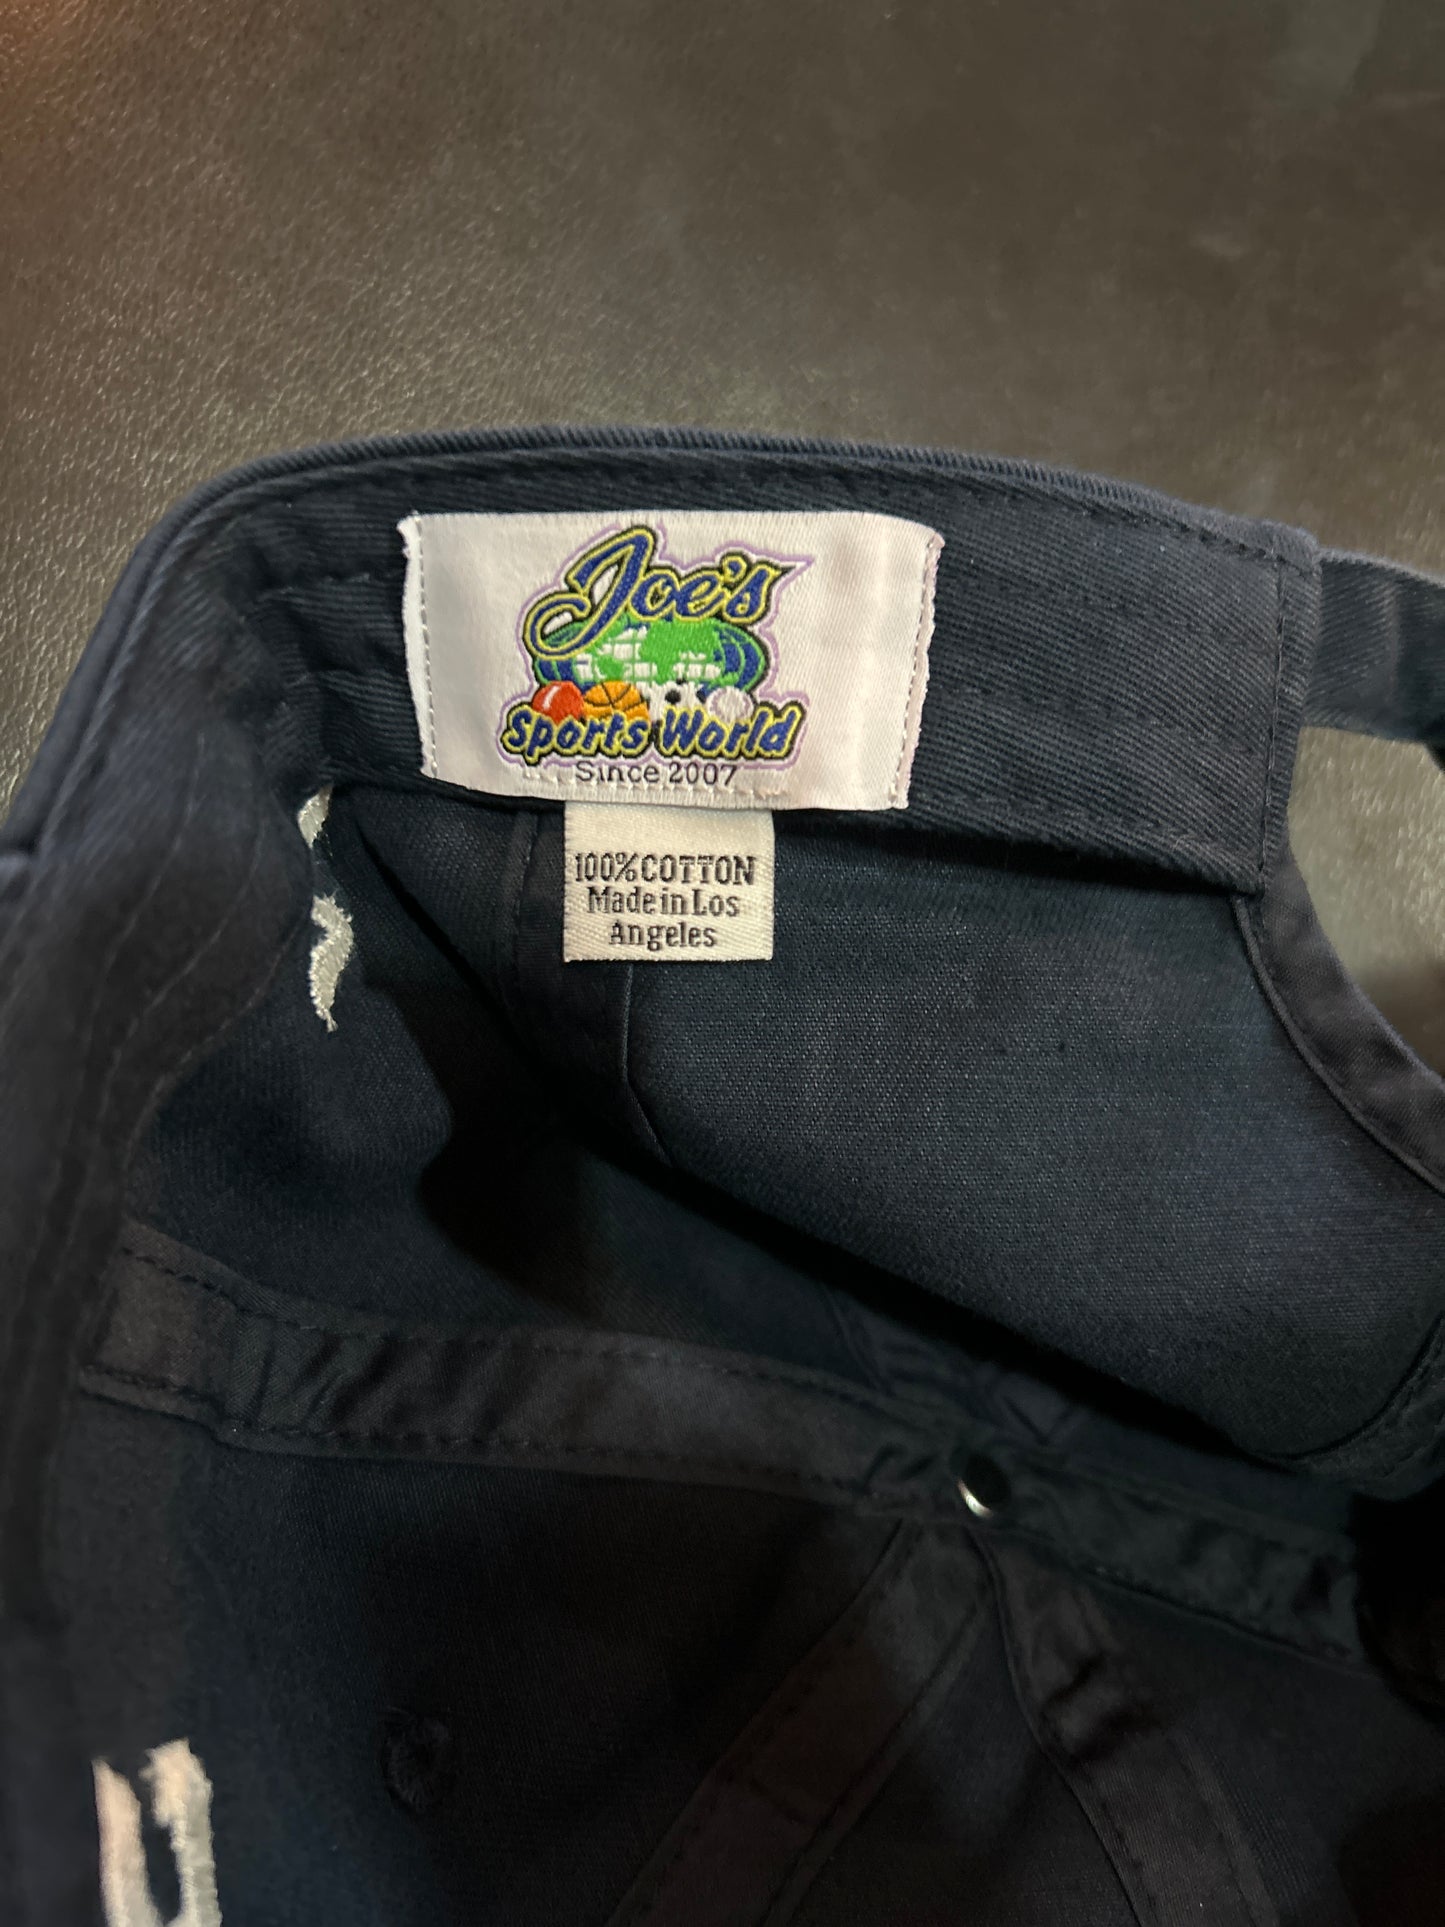 Joe's
Sports World
Since 2007
100% COTTON
Made in Los
Angeles